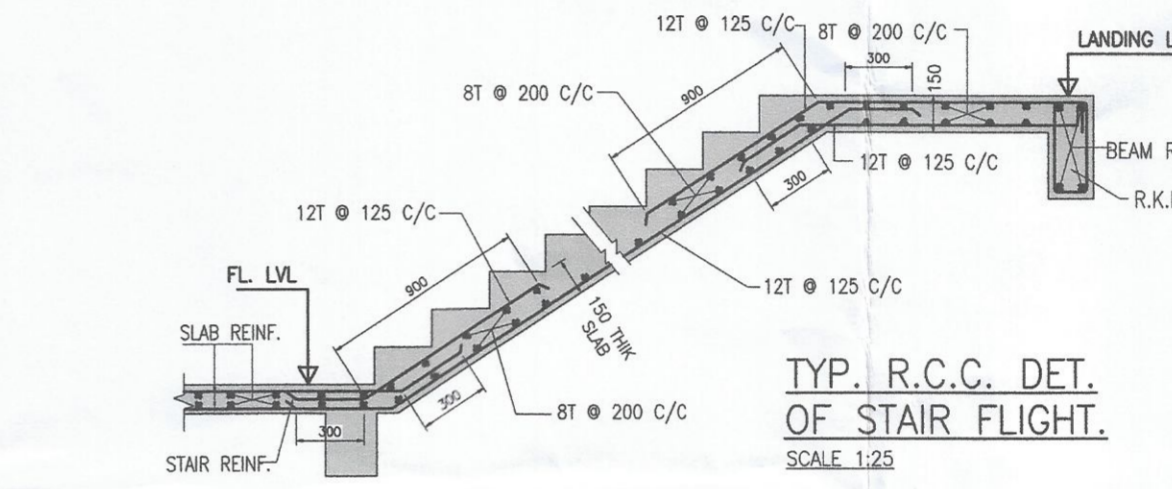 12T @ 125 C/C
8T @ 200 C/C
LANDING L
300
150
900
8T @ 200 C/C
BEAM R
12T @ 125 C/C
300
R.K.
12T @ 125 C/C
FL. LVL
900
12T @ 125 C/C
150 THIK
SLAB
SLAB REINF.
TYP. R.C.C. DET.
OF STAIR FLIGHT.
SCALE 1:25
300
8T @ 200 C/C
300
STAIR REINF.